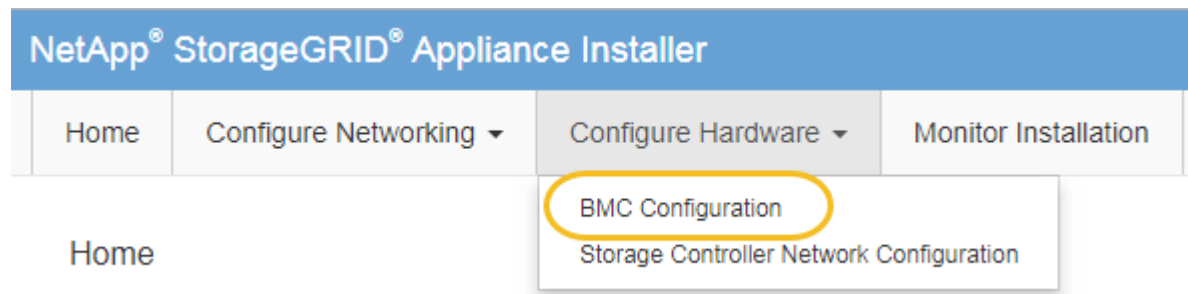 NetApp® StorageGRID® Appliance Installer
Home Configure Networking Configure Hardware Monitor Installation
BMC Configuration
Home Storage Controller Network Configuration